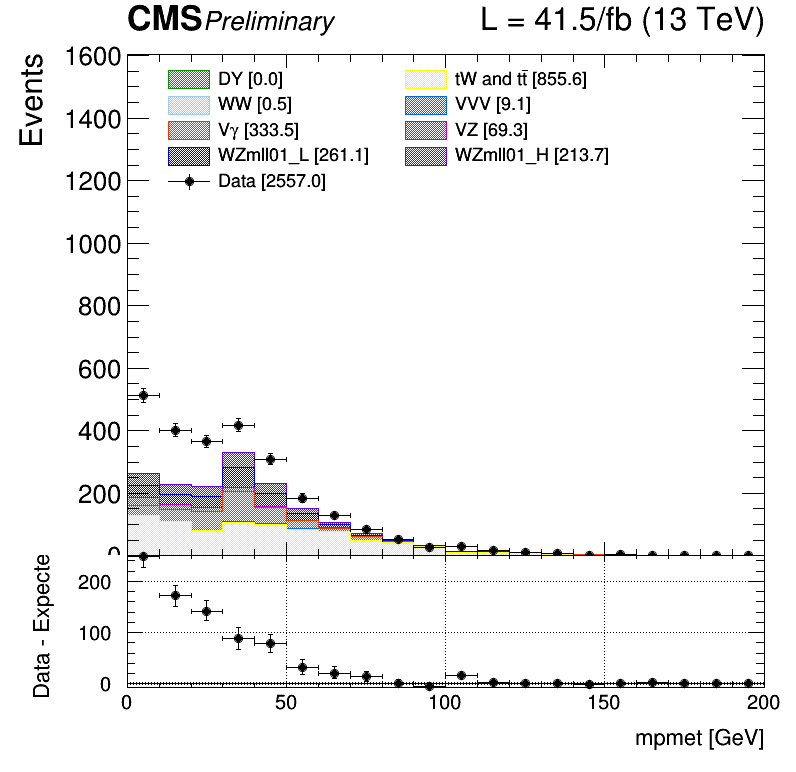 CMS Preliminary L = 41.5/fb (13 TeV)
Events
1600
1400
1200
1000
800
600
400
200
0
DY [0.0]
tW and tt̄ [855.6]
WW [0.5]
VVV [9.1]
Vγ [333.5]
VZ [69.3]
WZmll01_L [261.1]
WZmll01_H [213.7]
Data [2557.0]
Data - Expecte
200
100
0
0 50 100 150 200
mpmet [GeV]